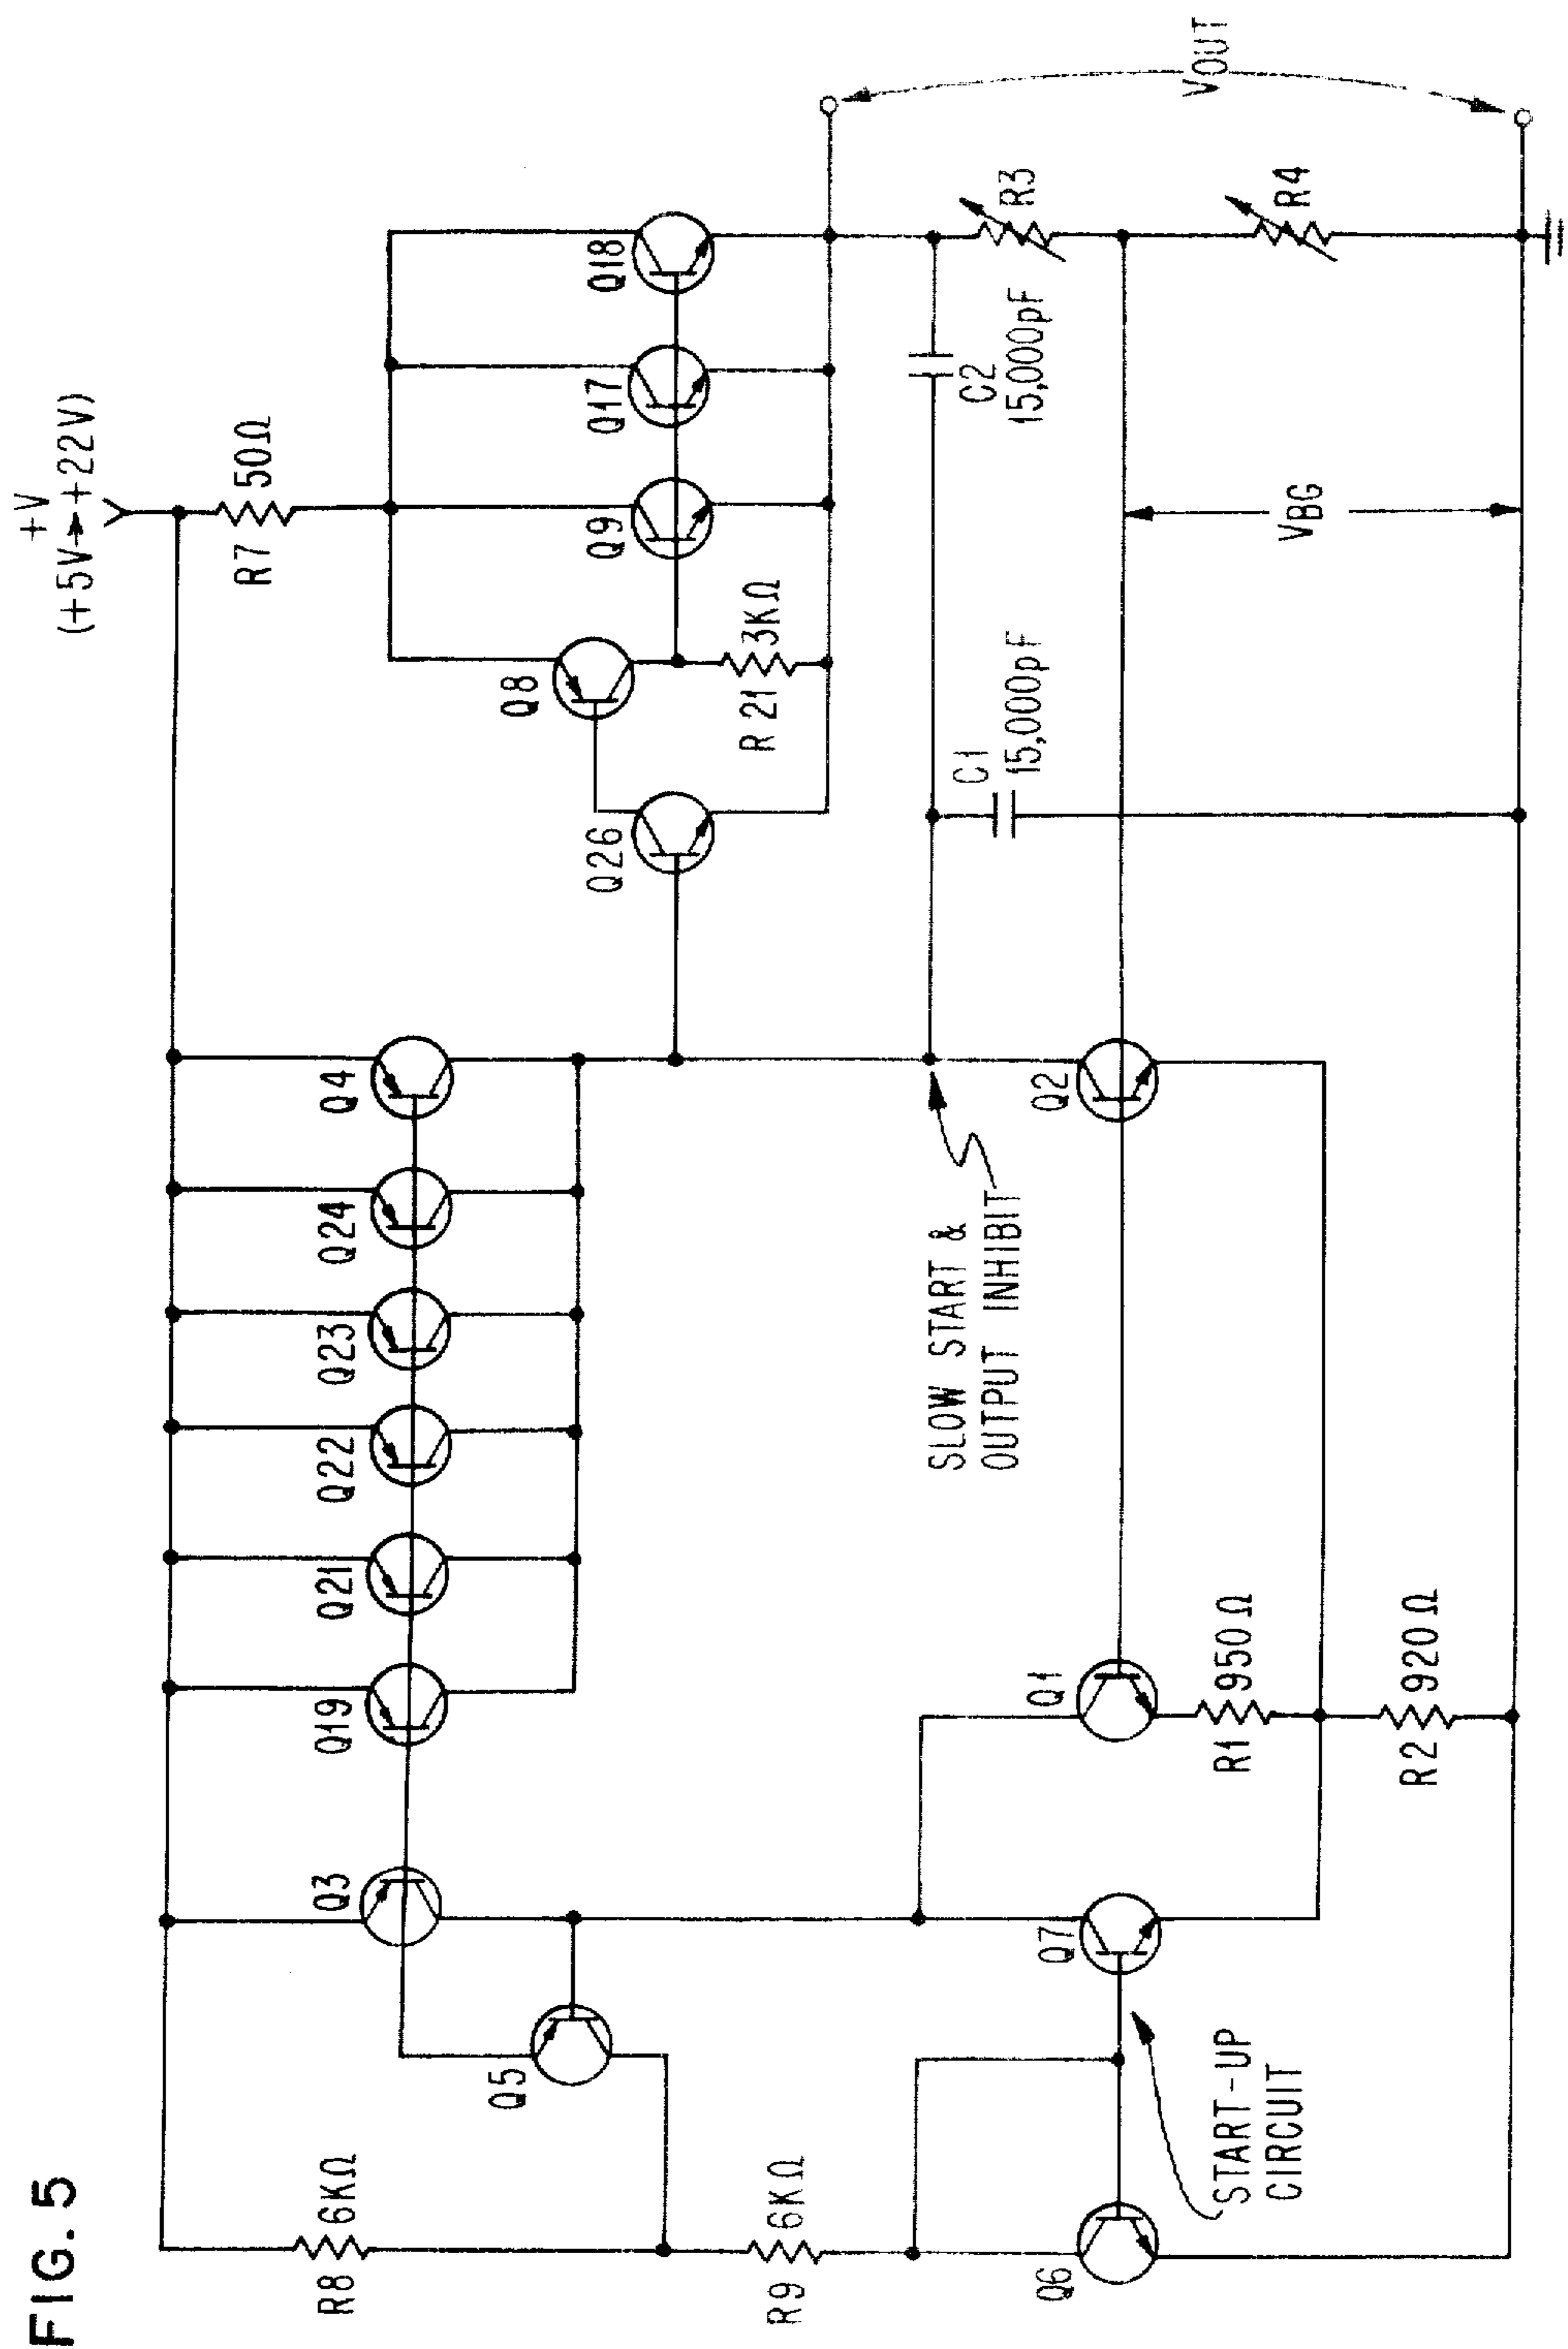 FIG. 5
+V
(+5V→+22V)
R7 50Ω
Q3
Q19
Q21
Q22
Q23
Q24
Q4
Q5
R8 6KΩ
R9 6KΩ
Q26
Q8
Q9
Q17
Q18
R 21 3KΩ
SLOW START &
OUTPUT INHIBIT
C1
15,000pF
C2
15,000pF
R3
R4
VOUT
VBG
Q6
Q7
Q1
Q2
R1 950Ω
R2 920Ω
START-UP
CIRCUIT